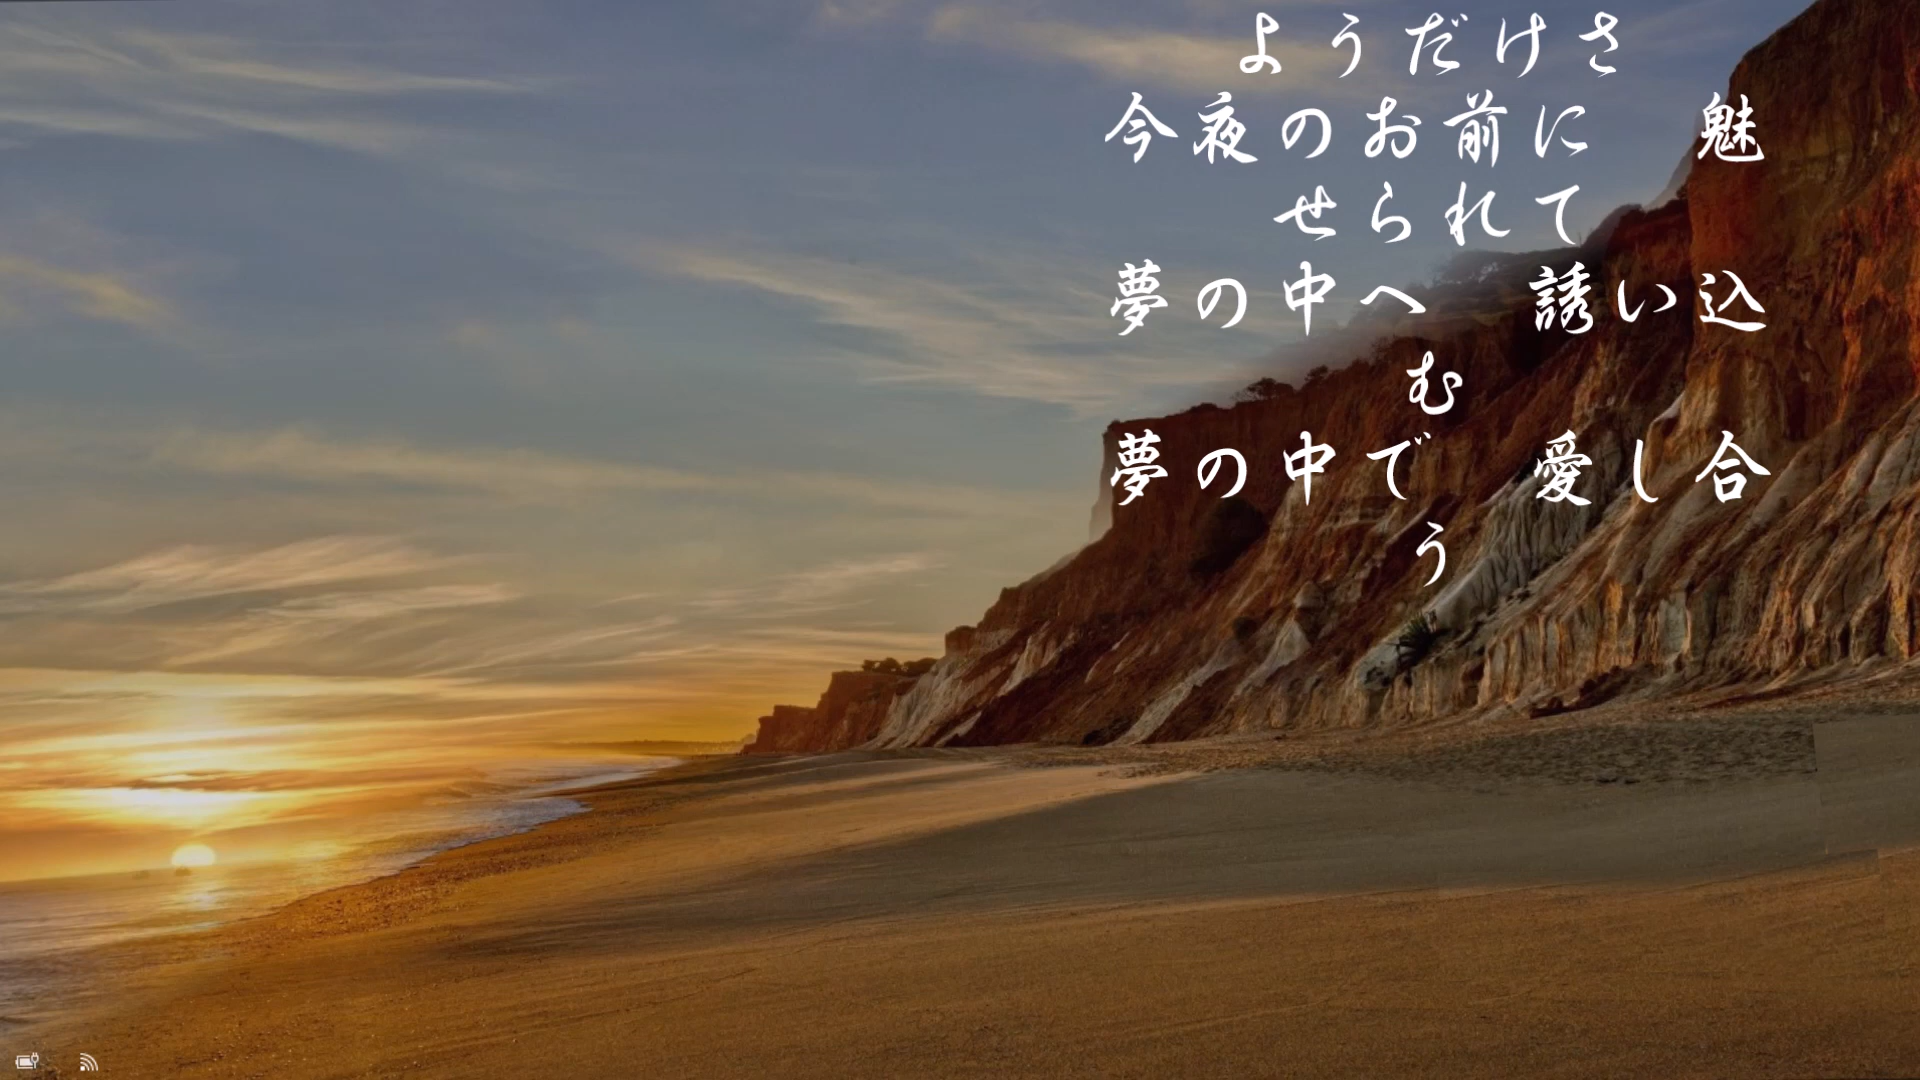 ようだけさ
今夜のお前に　魅
せられて
夢の中へ　誘い込
む
夢の中で　愛し合
う